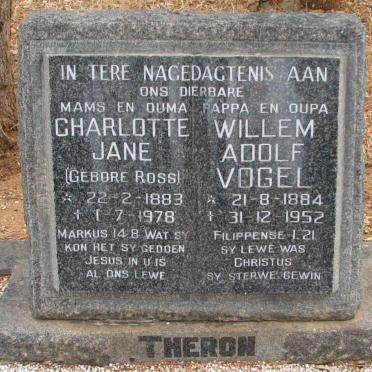 IN TERE NAGEDAGTENIS AAN
ONS DIERBARE
MAMS EN OUMA
CHARLOTTE
JANE
(GEBORE ROSS)
* 22-2-1883
† 1-7-1978
MARKUS 14:8 WAT SY
KON HET SY GEDOEN
JESUS IN U IS
AL ONS LEWE
PAPPA EN OUPA
WILLEM
ADOLF
VOGEL
* 21-8-1884
† 31-12-1952
FILIPPENSE 1:21
SY LEWE WAS
CHRISTUS
SY STERWE GEWIN
THERON